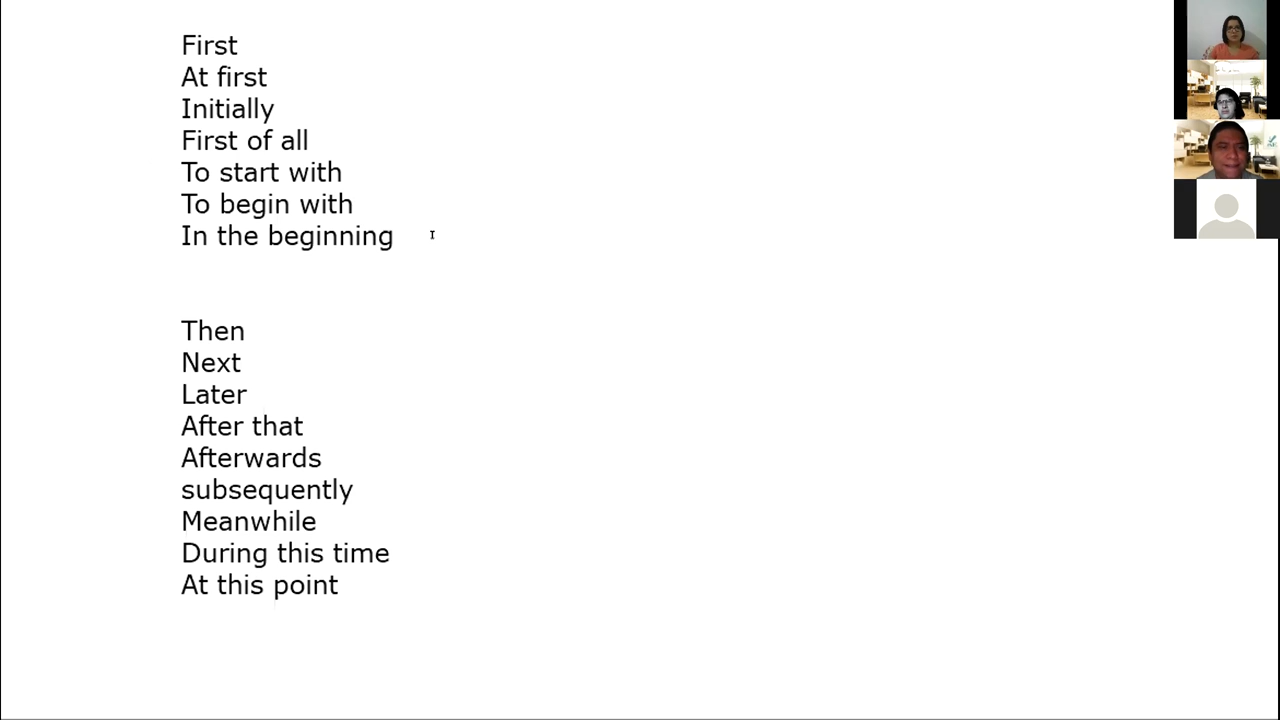 First
At first
Initially
First of all
To start with
To begin with
In the beginning
Then
Next
Later
After that
Afterwards
subsequently
Meanwhile
During this time
At this point